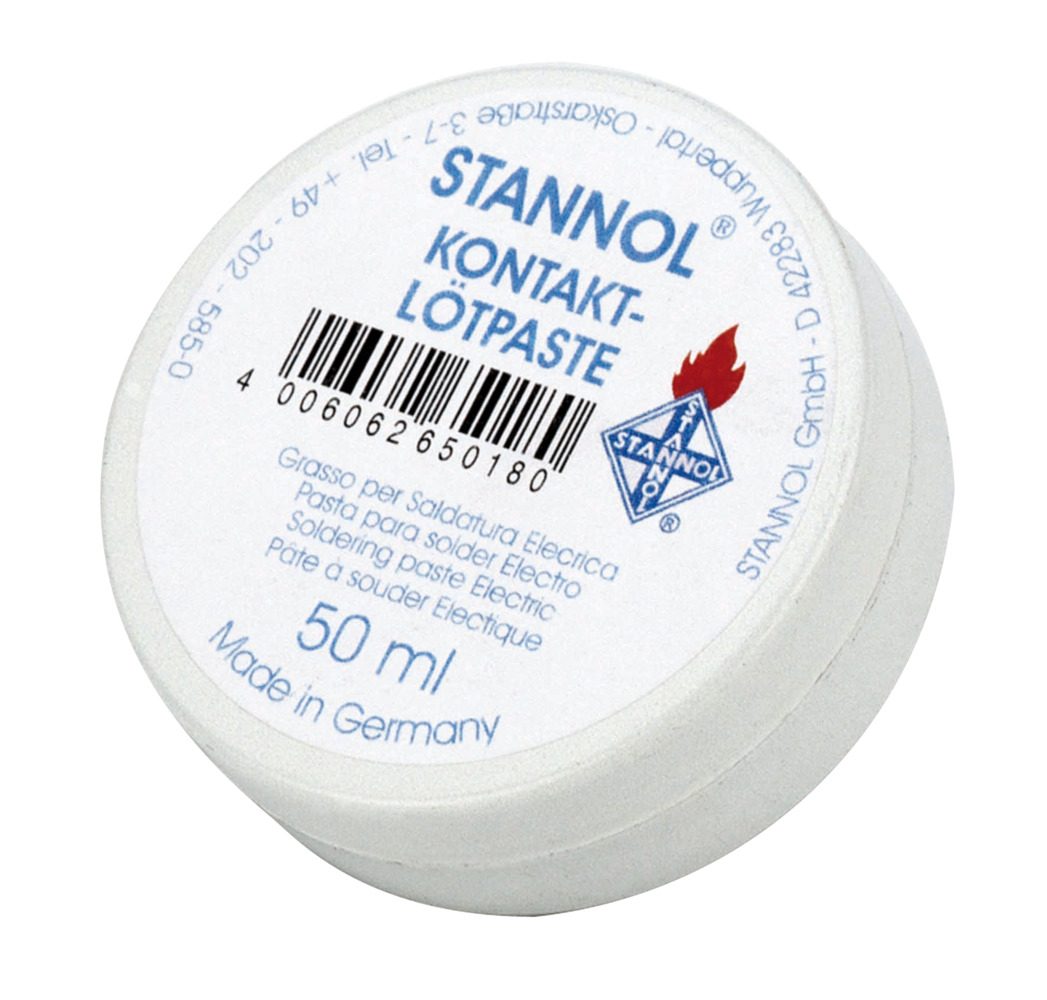 STANNOL GmbH - D 42283 Wuppertal - Oskarstraße 3-7 - Tel. +49 - 202 - 585-0
STANNOL®
KONTAKT-
LÖTPASTE
4 006062 650180
STANNOL
STANNOL
®
Grasso per Saldatura Elecrica
Pasta para solder Electro
Soldering paste Electric
Pâte à souder Electique
50 ml
Made in Germany